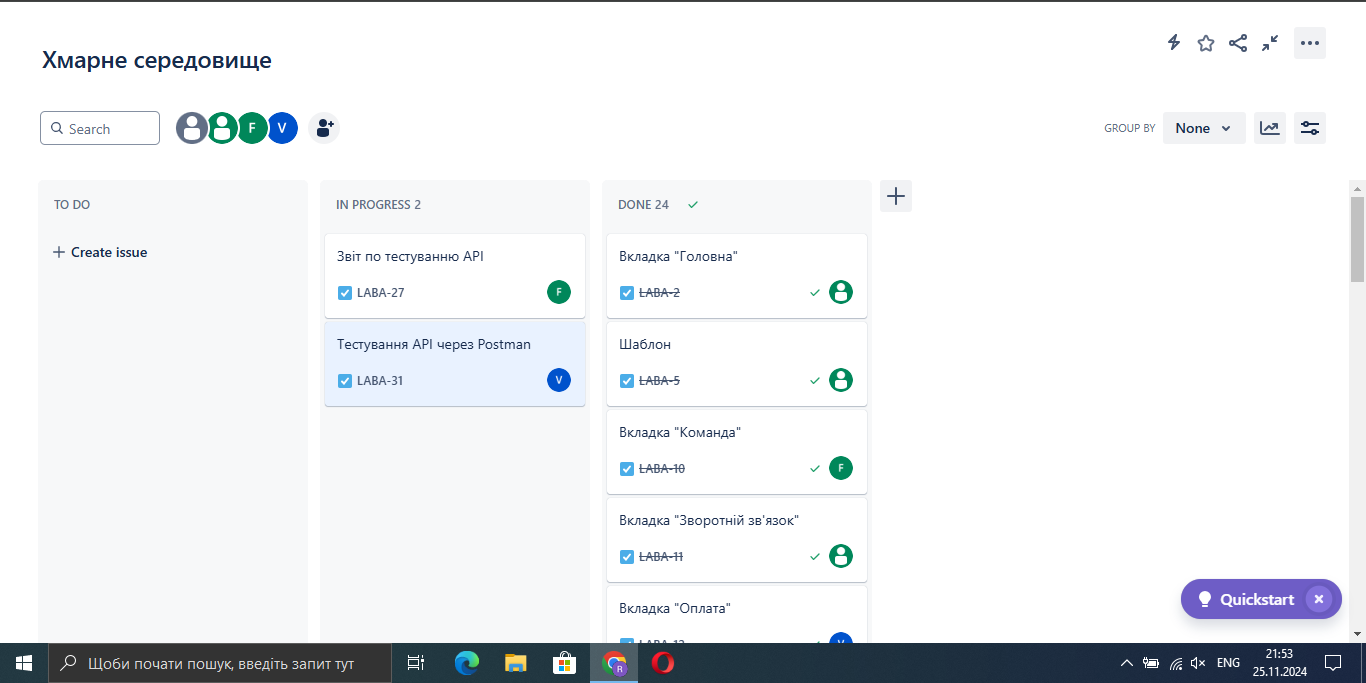 Хмарне середовище
Search
F
V
GROUP BY
None
TO DO
Create issue
IN PROGRESS 2
Звіт по тестуванню API
LABA-27
F
Тестування API через Postman
LABA-31
V
DONE 24
Вкладка "Головна"
LABA-2
Шаблон
LABA-5
Вкладка "Команда"
LABA-10
F
Вкладка "Зворотній зв'язок"
LABA-11
Вкладка "Оплата"
V
Quickstart
Щоби почати пошук, введіть запит тут
R
ENG
21:53
25.11.2024